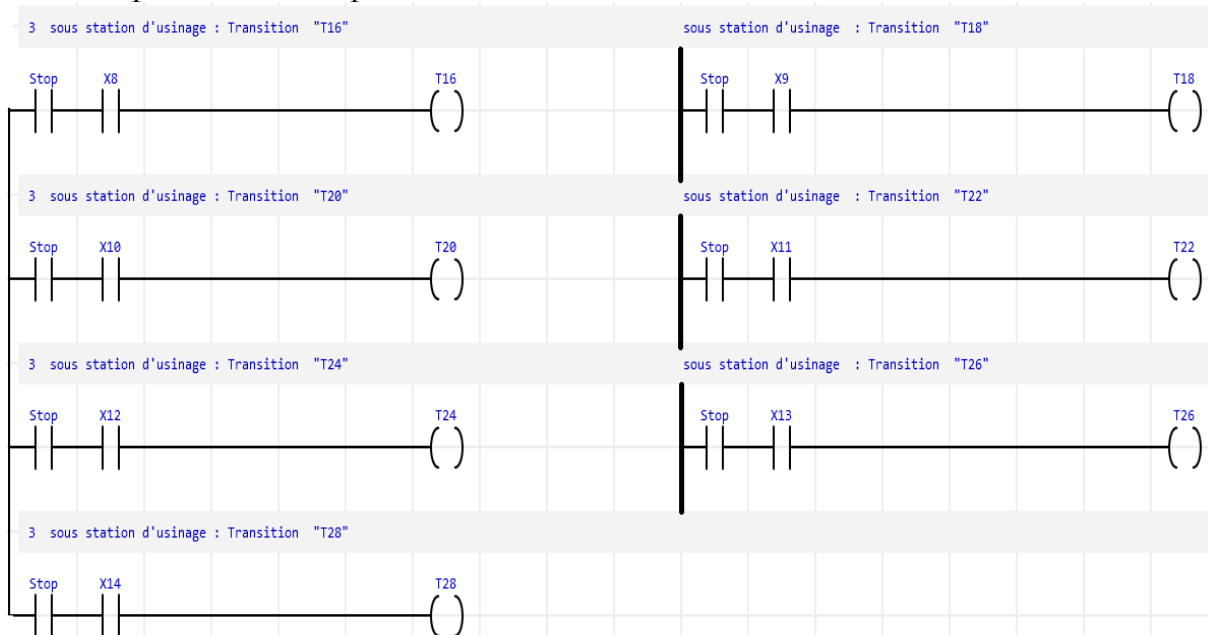 3 sous station d'usinage : Transition "T16"
sous station d'usinage : Transition "T18"
Stop X8 T16
Stop X9 T18
3 sous station d'usinage : Transition "T20"
sous station d'usinage : Transition "T22"
Stop X10 T20
Stop X11 T22
3 sous station d'usinage : Transition "T24"
sous station d'usinage : Transition "T26"
Stop X12 T24
Stop X13 T26
3 sous station d'usinage : Transition "T28"
Stop X14 T28